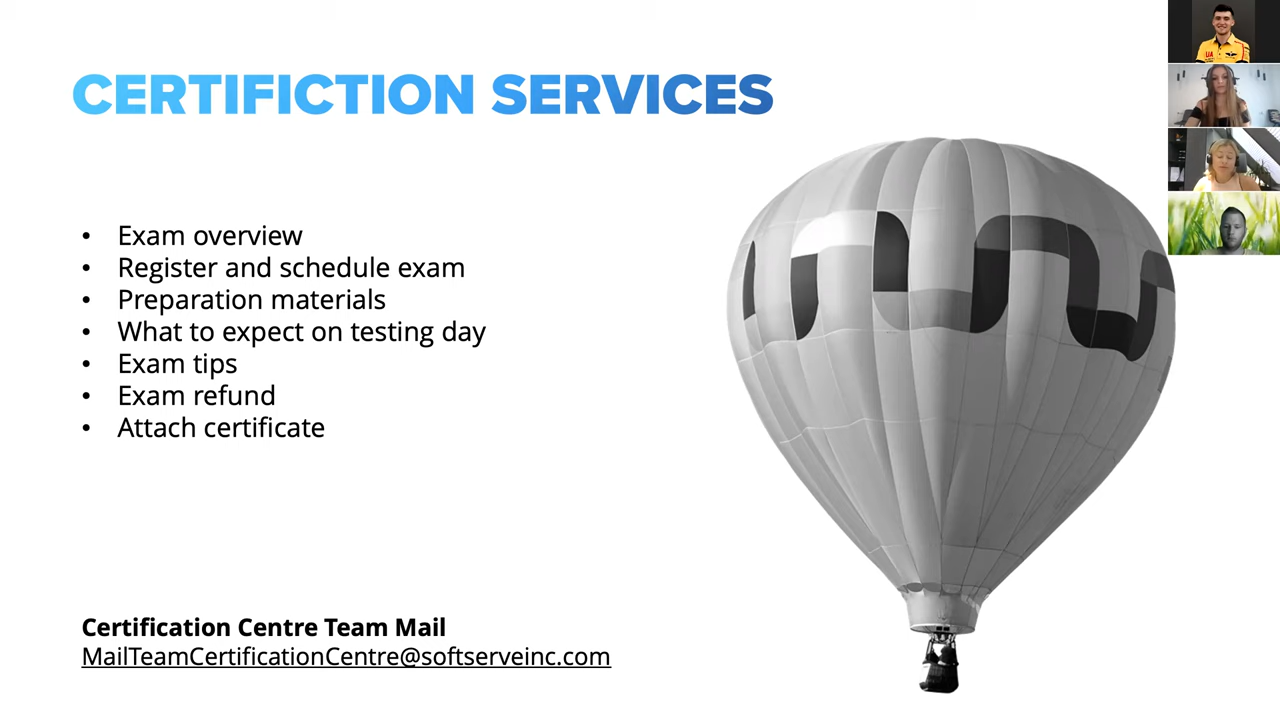 CERTIFICTION SERVICES
• Exam overview
• Register and schedule exam
• Preparation materials
• What to expect on testing day
• Exam tips
• Exam refund
• Attach certificate
Certification Centre Team Mail
MailTeamCertificationCentre@softserveinc.com
UA